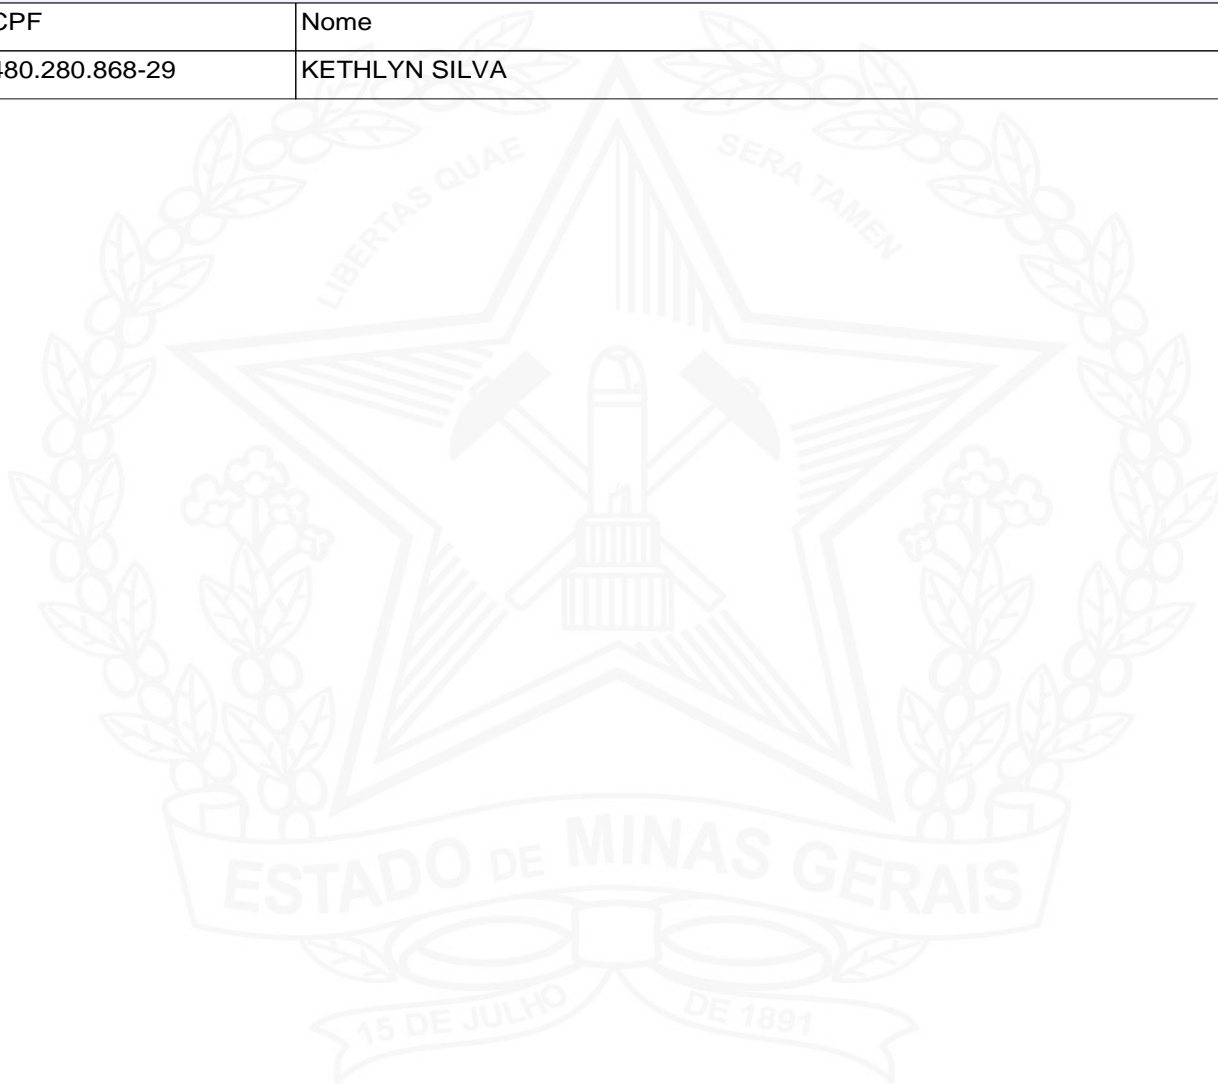 CPF Nome
480.280.868-29 KETHLYN SILVA
LIBERTAS QUAE SERA TAMEN
ESTADO DE MINAS GERAIS
15 DE JULHO DE 1891